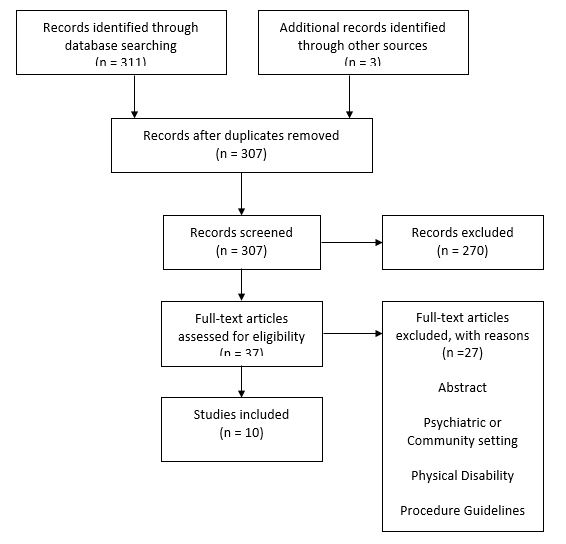 Records identified through
database searching
(n = 311)
Additional records identified
through other sources
(n = 3)
Records after duplicates removed
(n = 307)
Records screened
(n = 307)
Records excluded
(n = 270)
Full-text articles
assessed for eligibility
(n = 37)
Full-text articles
excluded, with reasons
(n =27)
Abstract
Psychiatric or
Community setting
Physical Disability
Procedure Guidelines
Studies included
(n = 10)